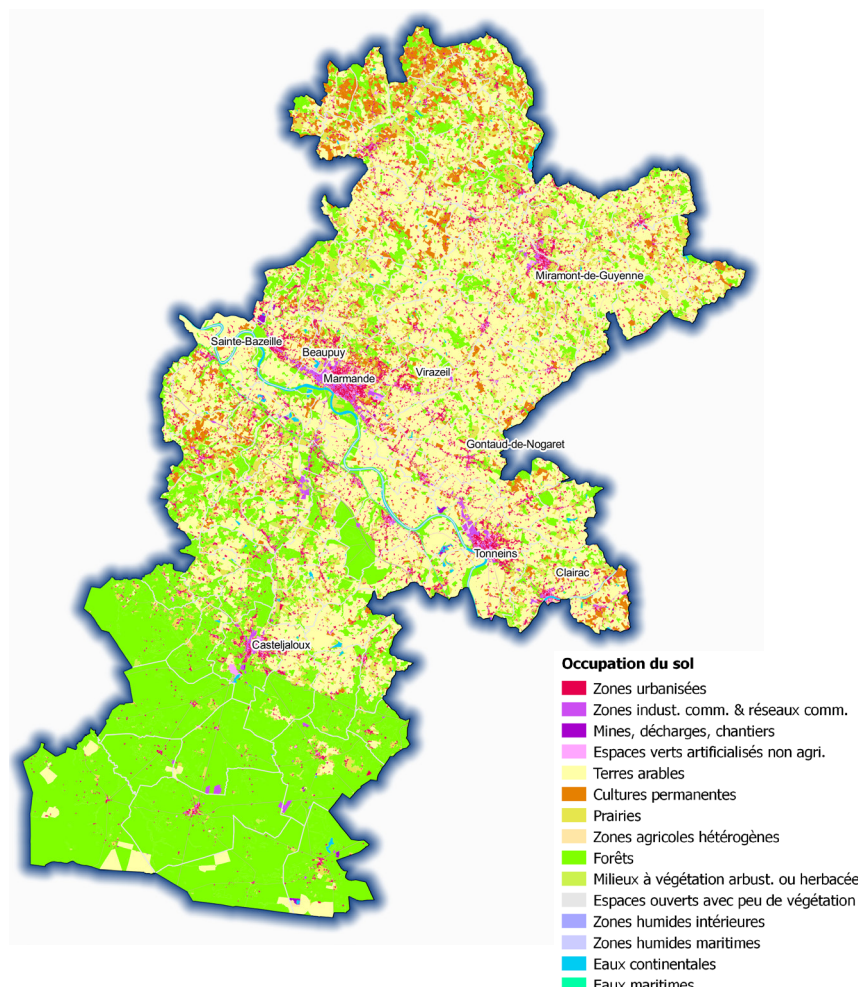 Miramont-de-Guyenne
Sainte-Bazeille
Beaupuy
Virazeil
Marmande
Gontaud-de-Nogaret
Tonneins
Clairac
Casteljaloux
Occupation du sol
Zones urbanisées
Zones indust. comm. & réseaux comm.
Mines, décharges, chantiers
Espaces verts artificialisés non agri.
Terres arables
Cultures permanentes
Prairies
Zones agricoles hétérogènes
Forêts
Milieux à végétation arbust. ou herbacée
Espaces ouverts avec peu de végétation
Zones humides intérieures
Zones humides maritimes
Eaux continentales
Eaux maritimes